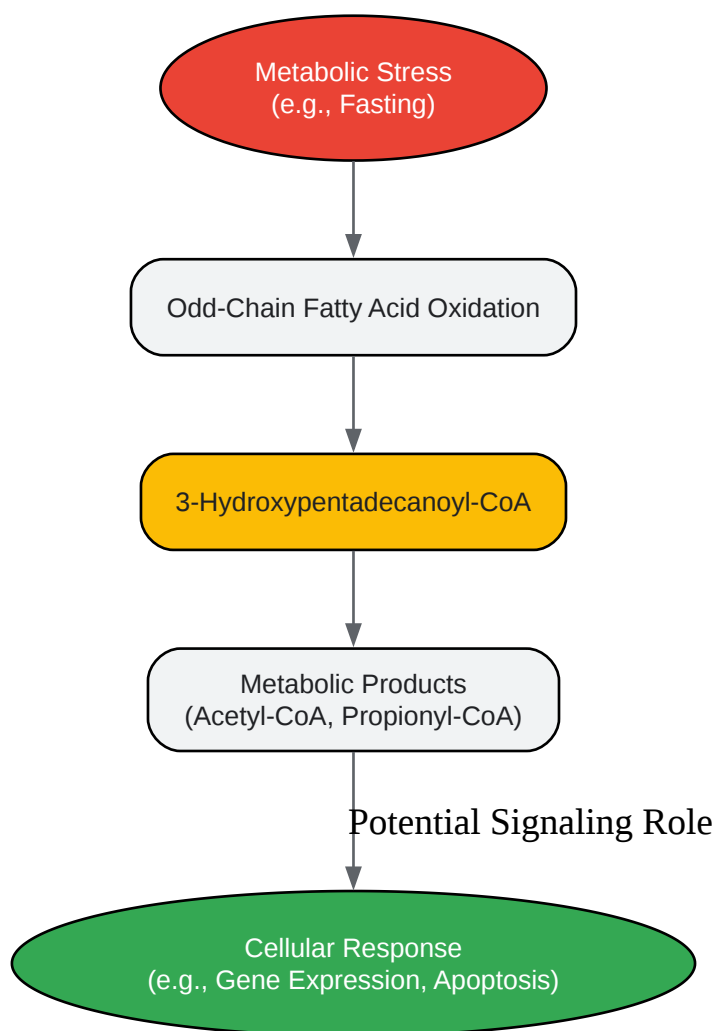 Metabolic Stress
(e.g., Fasting)
Odd-Chain Fatty Acid Oxidation
3-Hydroxypentadecanoyl-CoA
Metabolic Products
(Acetyl-CoA, Propionyl-CoA)
Potential Signaling Role
Cellular Response
(e.g., Gene Expression, Apoptosis)